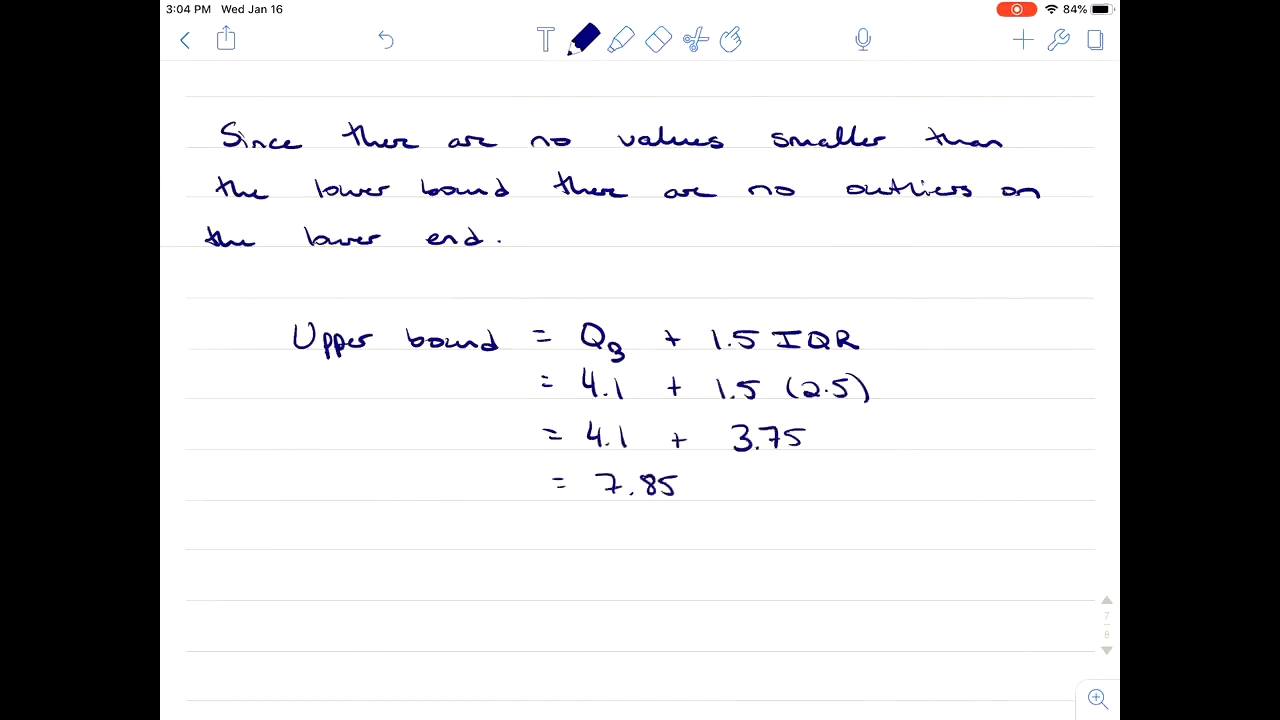 3:04 PM Wed Jan 16
84%
T
Since there are no values smaller than
the lower bound there are no outliers on
the lower end.
Upper bound = Q3 + 1.5 IQR
= 4.1 + 1.5 (2.5)
= 4.1 + 3.75
= 7.85
7
8